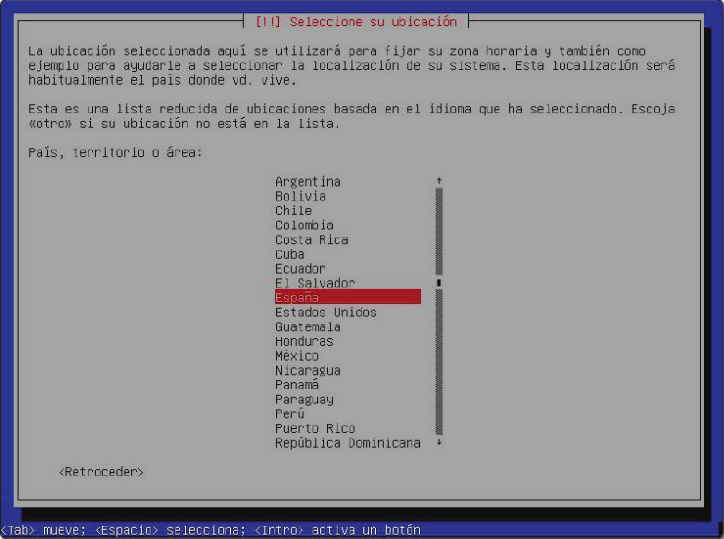 [!!] Seleccione su ubicación
La ubicación seleccionada aquí se utilizará para fijar su zona horaria y también como
ejemplo para ayudarle a seleccionar la localización de su sistema. Esta localización será
habitualmente el país donde vd. vive.
Esta es una lista reducida de ubicaciones basada en el idioma que ha seleccionado. Escoja
«otro» si su ubicación no está en la lista.
País, territorio o área:
Argentina
Bolivia
Chile
Colombia
Costa Rica
Cuba
Ecuador
El Salvador
España
Estados Unidos
Guatemala
Honduras
México
Nicaragua
Panamá
Paraguay
Perú
Puerto Rico
República Dominicana
<Retroceder>
<Tab> mueve; <Espacio> selecciona; <Intro> activa un botón